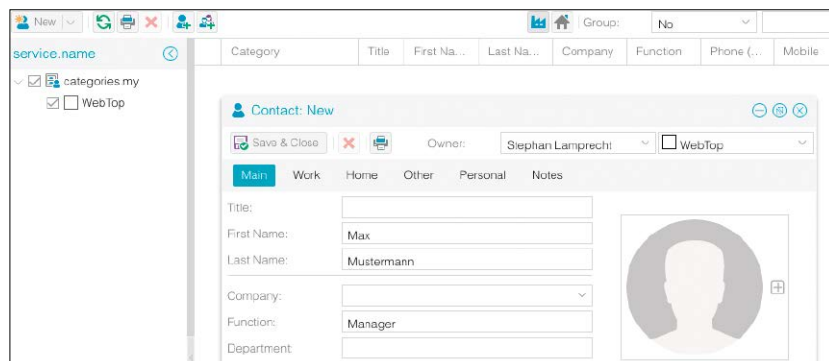 New Group: No
service.name Category Title First Na... Last Na... Company Function Phone (... Mobile
categories.my
WebTop
Contact: New
Save & Close Owner: Stephan Lamprecht WebTop
Main Work Home Other Personal Notes
Title:
First Name: Max
Last Name: Mustermann
Company:
Function: Manager
Department